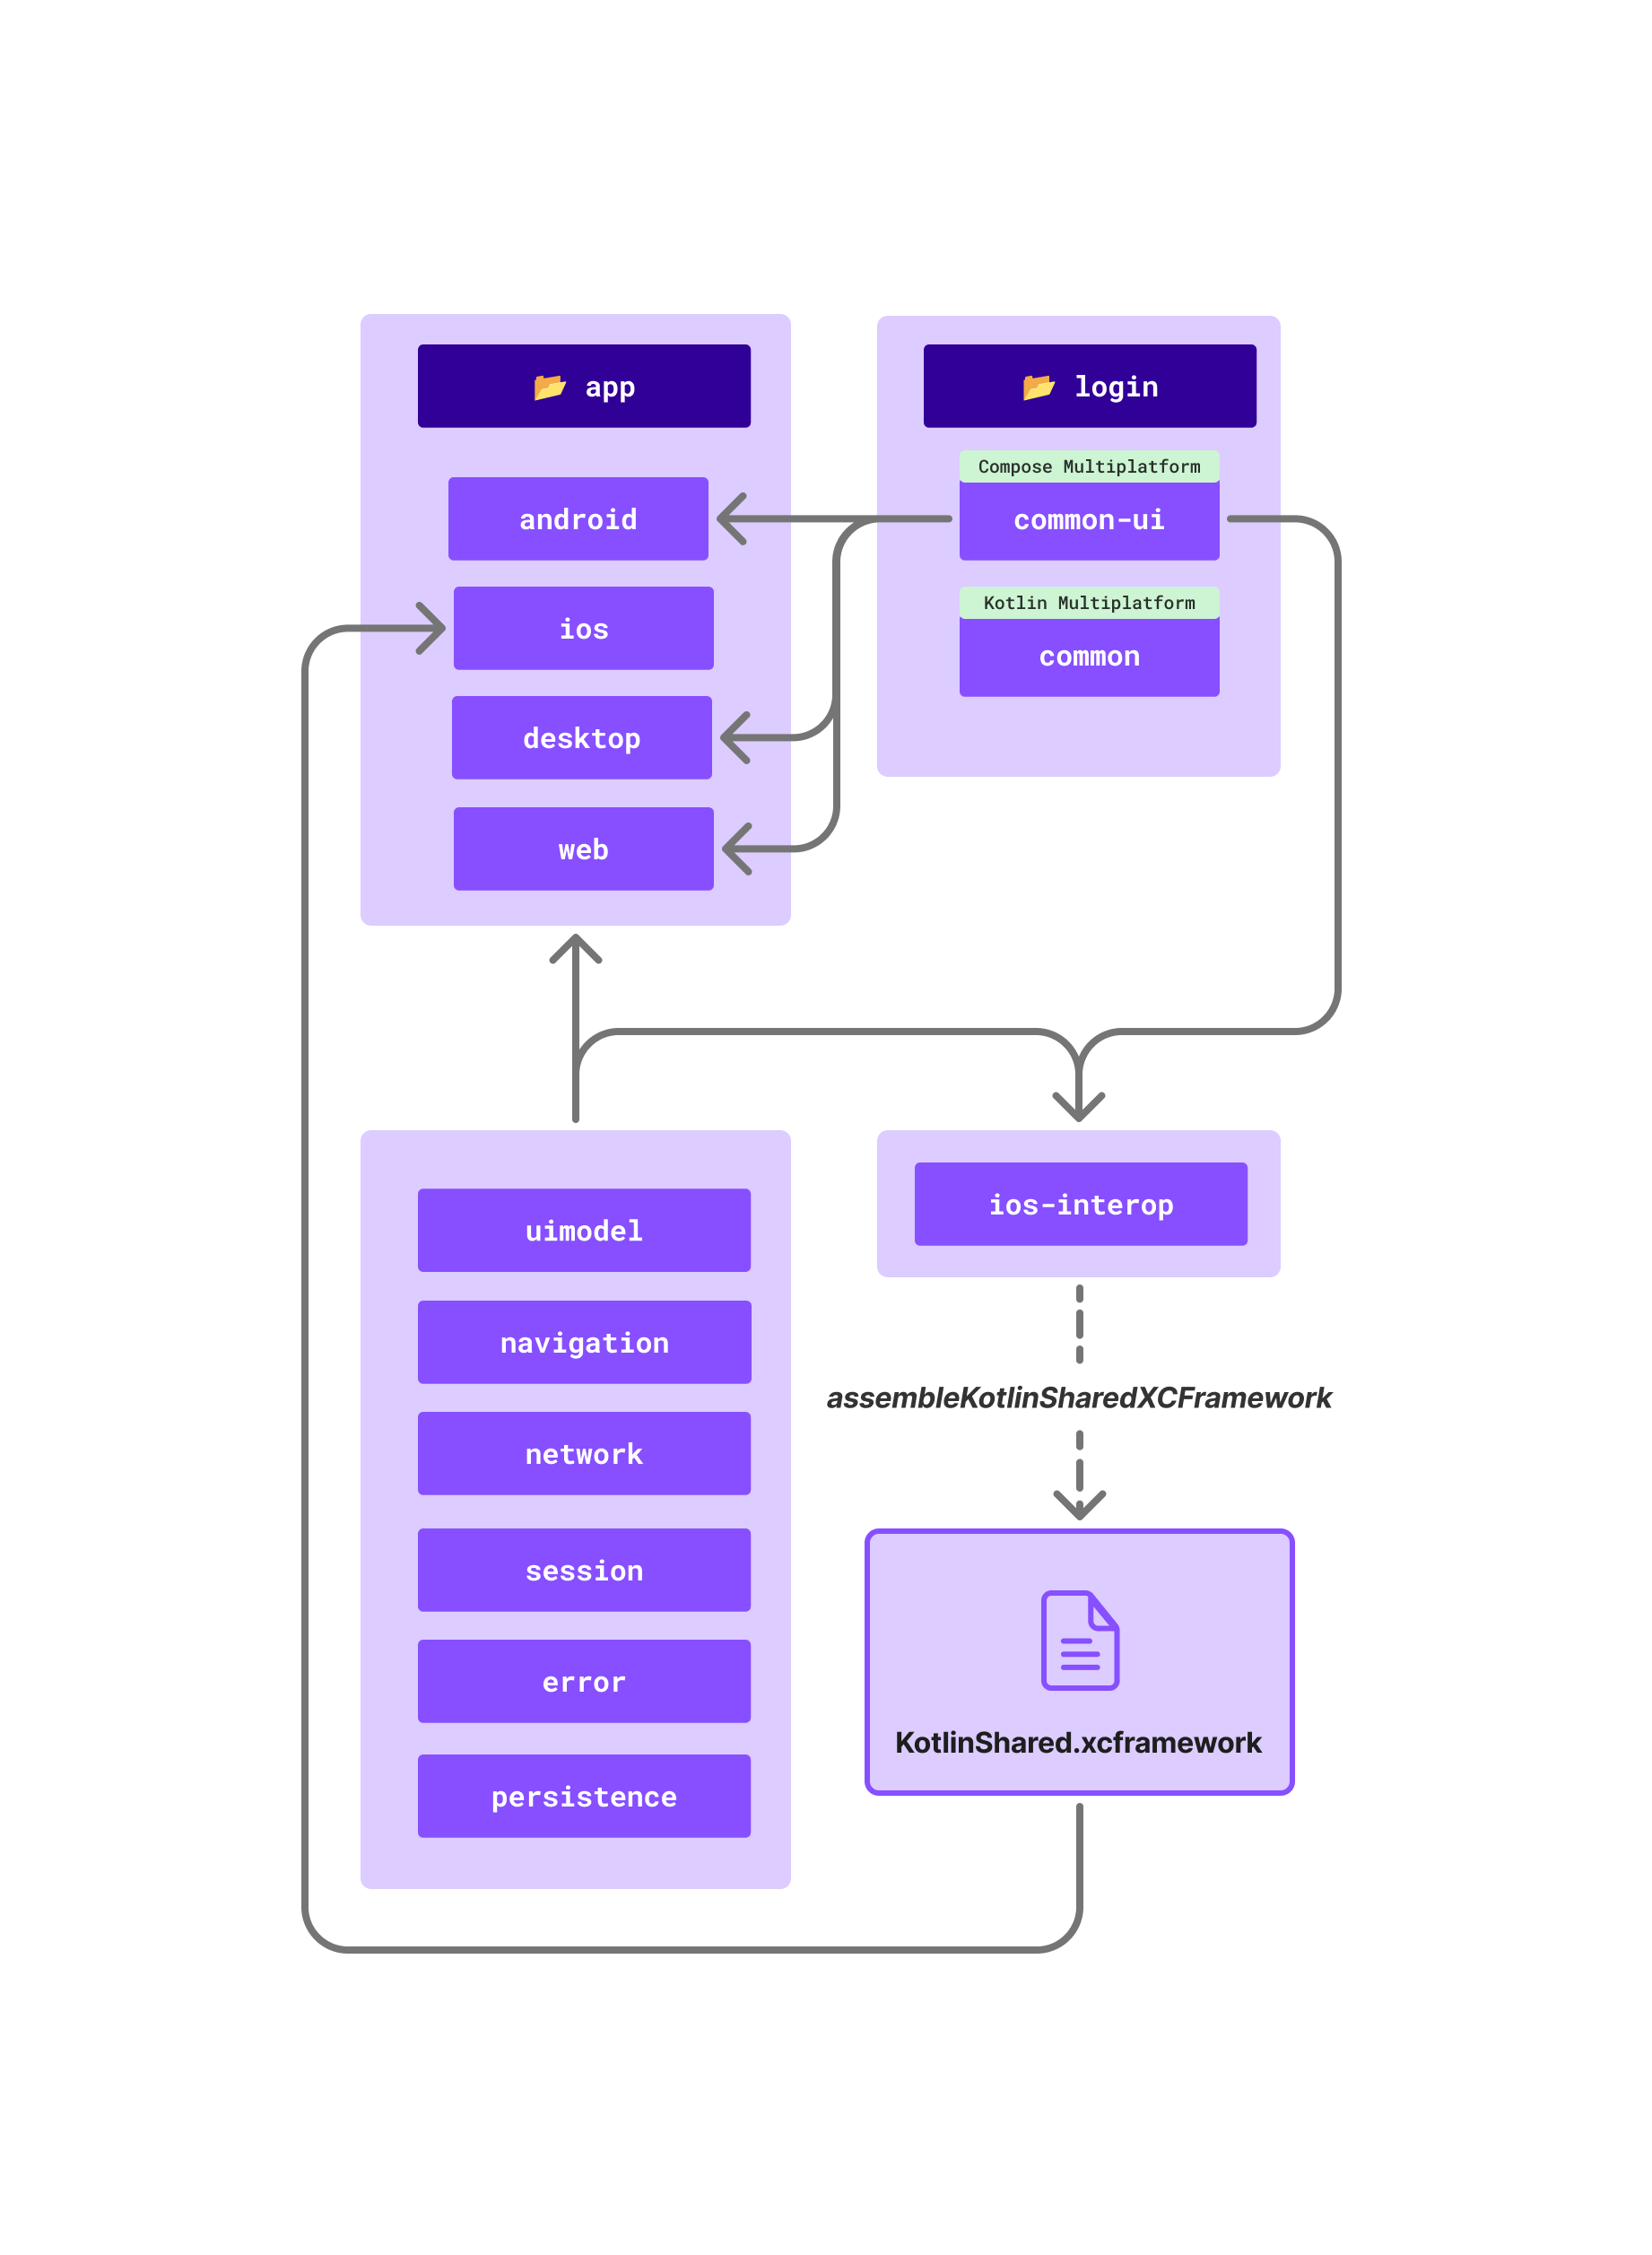 app
android
ios
desktop
web
login
Compose Multiplatform
common-ui
Kotlin Multiplatform
common
uimodel
navigation
network
session
error
persistence
ios-interop
assembleKotlinSharedXCFramework
KotlinShared.xcframework